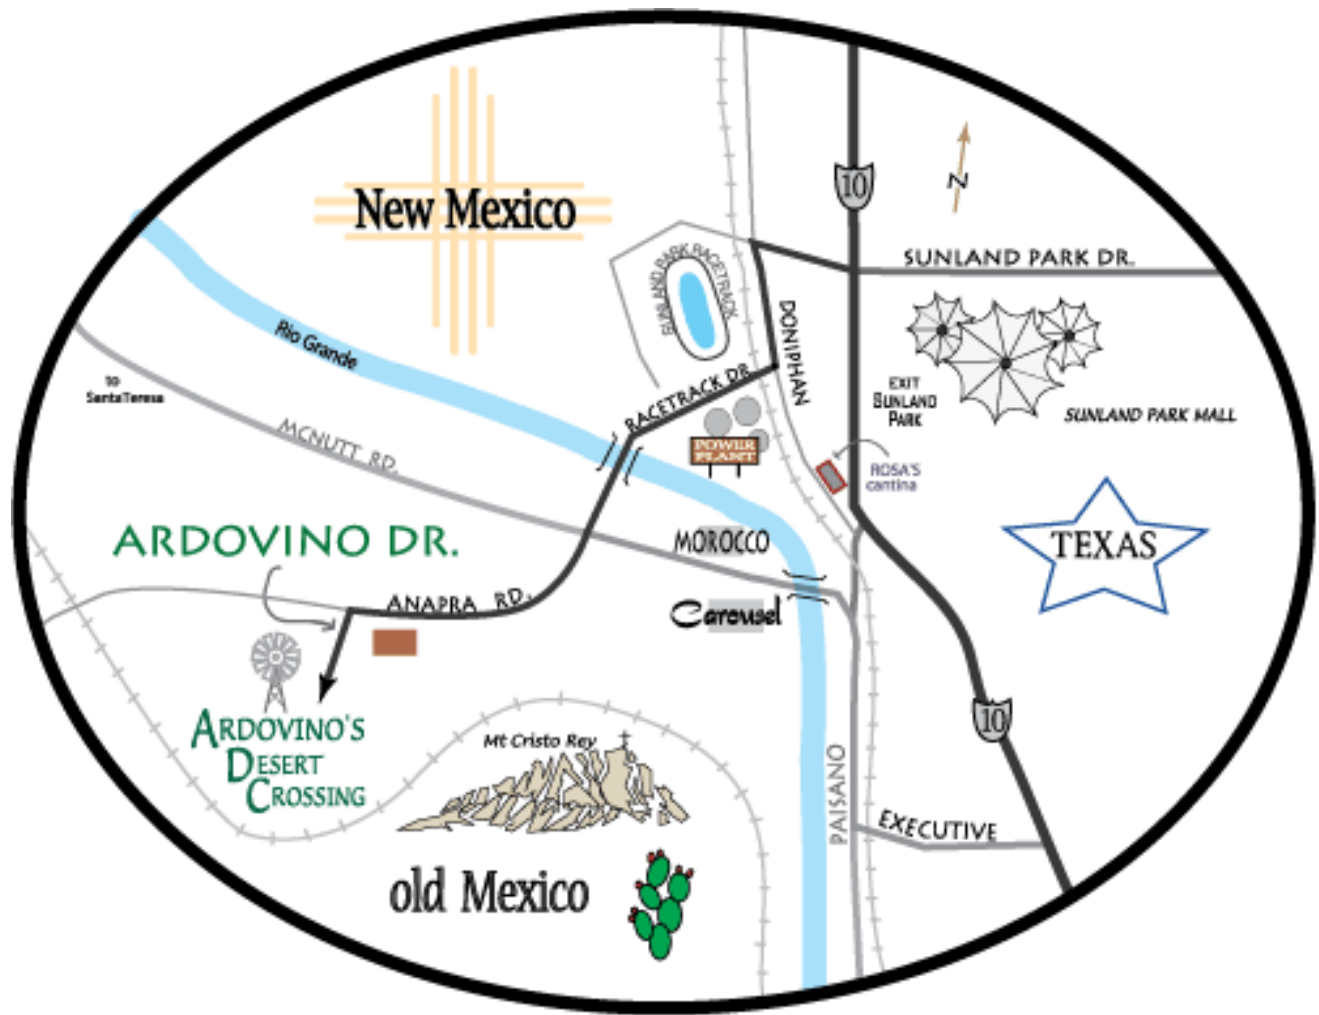 New Mexico
10
N
SUNLAND PARK DR.
SUNLAND PARK RACETRACK
DONIPHAN
Rio Grande
to
Santa Teresa
RACETRACK DR
EXIT
SUNLAND
PARK
SUNLAND PARK MALL
MCNUTT RD.
POWER
PLANT
ROSA'S
cantina
ARDOVINO DR.
MOROCCO
TEXAS
ANAPRA RD.
Carousel
ARDOVINO'S
DESERT
CROSSING
Mt Cristo Rey
10
PAISANO
EXECUTIVE
old Mexico